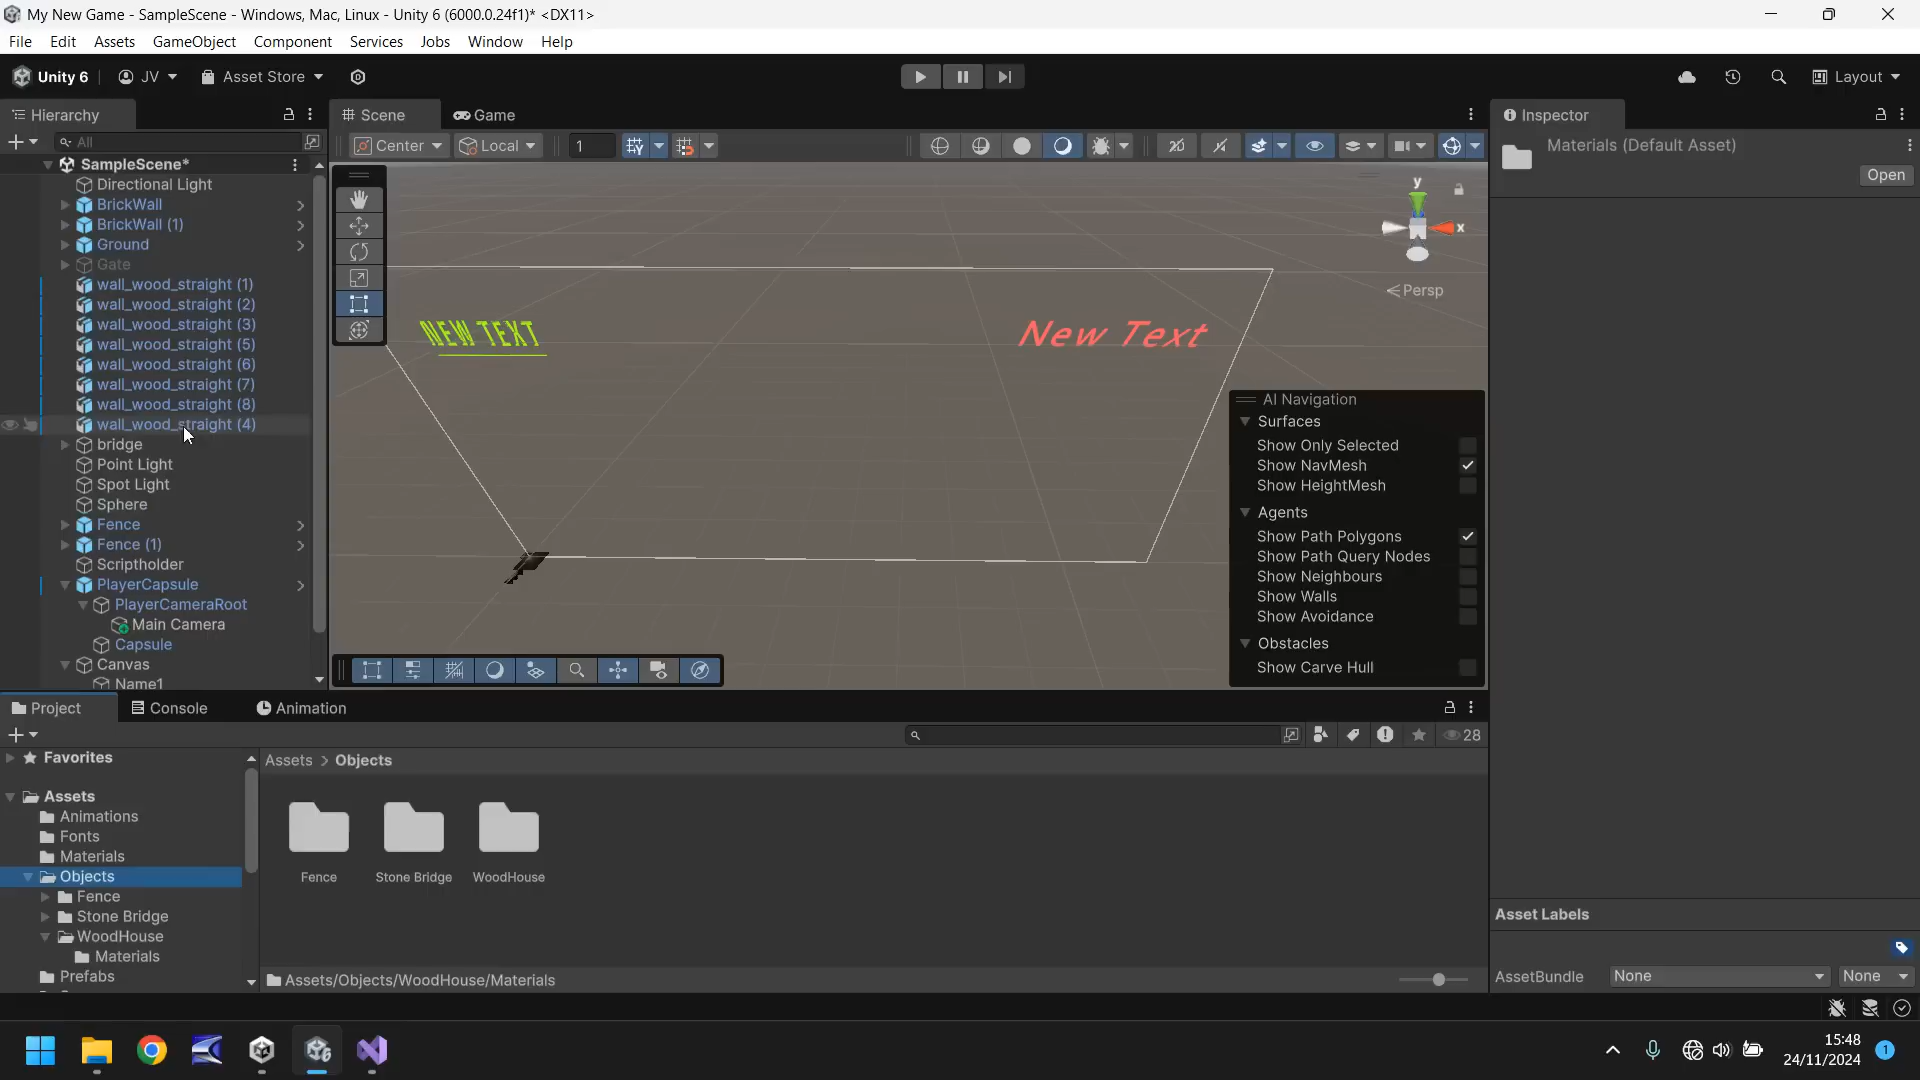 My New Game - SampleScene - Windows, Mac, Linux - Unity 6 (6000.0.24f1)* <DX11>
File Edit Assets GameObject Component Services Jobs Window Help
Unity 6 JV Asset Store Layout
Hierarchy
All
SampleScene*
Directional Light
BrickWall
BrickWall (1)
Ground
Gate
wall_wood_straight (1)
wall_wood_straight (2)
wall_wood_straight (3)
wall_wood_straight (5)
wall_wood_straight (6)
wall_wood_straight (7)
wall_wood_straight (8)
wall_wood_straight (4)
bridge
Point Light
Spot Light
Sphere
Fence
Fence (1)
Scriptholder
PlayerCapsule
PlayerCameraRoot
Main Camera
Capsule
Canvas
Name1
Scene Game
Center Local 1 2D
y
x
Persp
NEW TEXT
New Text
AI Navigation
Surfaces
Show Only Selected
Show NavMesh
Show HeightMesh
Agents
Show Path Polygons
Show Path Query Nodes
Show Neighbours
Show Walls
Show Avoidance
Obstacles
Show Carve Hull
Inspector
Materials (Default Asset)
Open
Asset Labels
AssetBundle None None
Project Console Animation
28
Favorites
Assets
Animations
Fonts
Materials
Objects
Fence
Stone Bridge
WoodHouse
Materials
Prefabs
Assets > Objects
Fence Stone Bridge WoodHouse
Assets/Objects/WoodHouse/Materials
15:48
24/11/2024
1